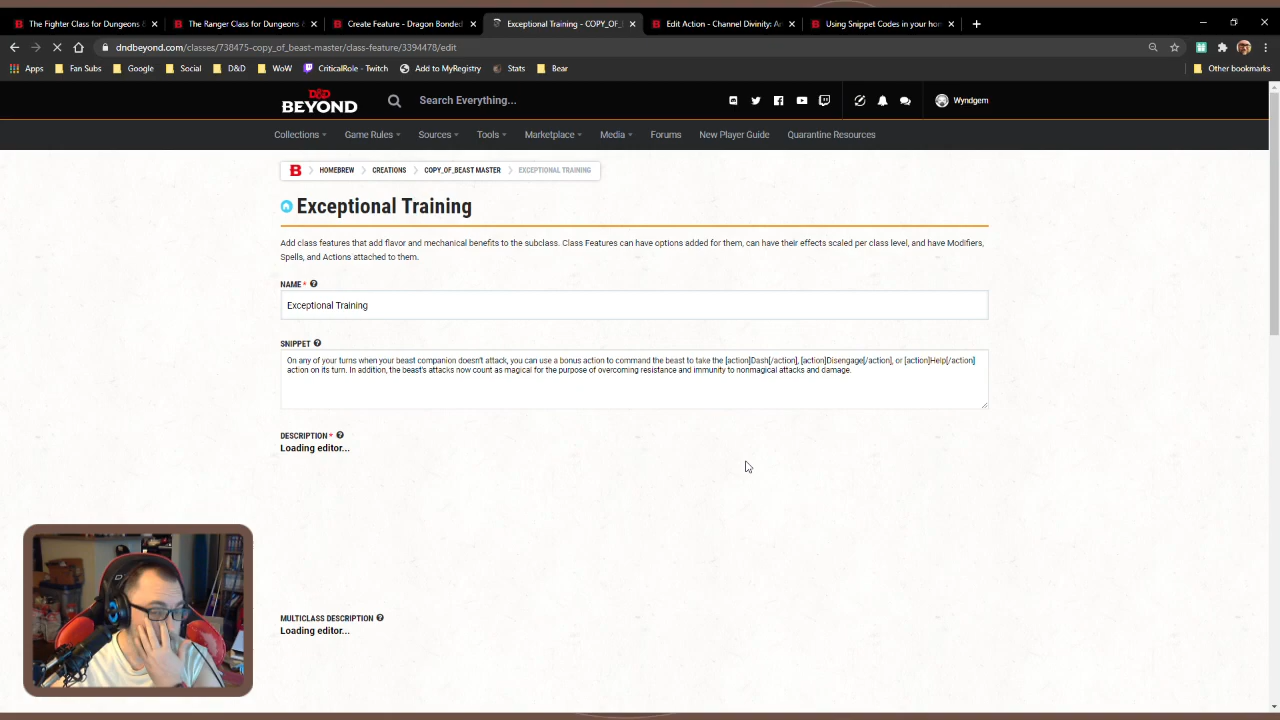 The Fighter Class for Dungeons &
The Ranger Class for Dungeons &
Create Feature - Dragon Bonded
Exceptional Training - COPY_OF_B
Edit Action - Channel Divinity: A
Using Snippet Codes in your hom
dndbeyond.com/classes/738475-copy_of_beast-master/class-feature/3394478/edit
Apps
Fan Subs
Google
Social
D&D
WoW
CriticalRole - Twitch
Add to MyRegistry
Stats
Bear
Other bookmarks
D&D
BEYOND
Search Everything...
Wyndgem
Collections
Game Rules
Sources
Tools
Marketplace
Media
Forums
New Player Guide
Quarantine Resources
B
HOMEBREW
CREATIONS
COPY_OF_BEAST MASTER
EXCEPTIONAL TRAINING
Exceptional Training
Add class features that add flavor and mechanical benefits to the subclass. Class Features can have options added for them, can have their effects scaled per class level, and have Modifiers,
Spells, and Actions attached to them.
NAME *
Exceptional Training
SNIPPET
On any of your turns when your beast companion doesn't attack, you can use a bonus action to command the beast to take the [action]Dash[/action], [action]Disengage[/action], or [action]Help[/action]
action on its turn. In addition, the beast's attacks now count as magical for the purpose of overcoming resistance and immunity to nonmagical attacks and damage.
DESCRIPTION *
Loading editor...
MULTICLASS DESCRIPTION
Loading editor...